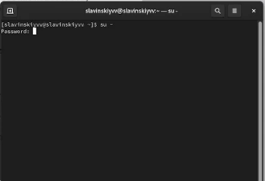 slavinskiyvv@slavinskiyvv:~ — su -
[slavinskiyvv@slavinskiyvv ~]$ su -
Password: